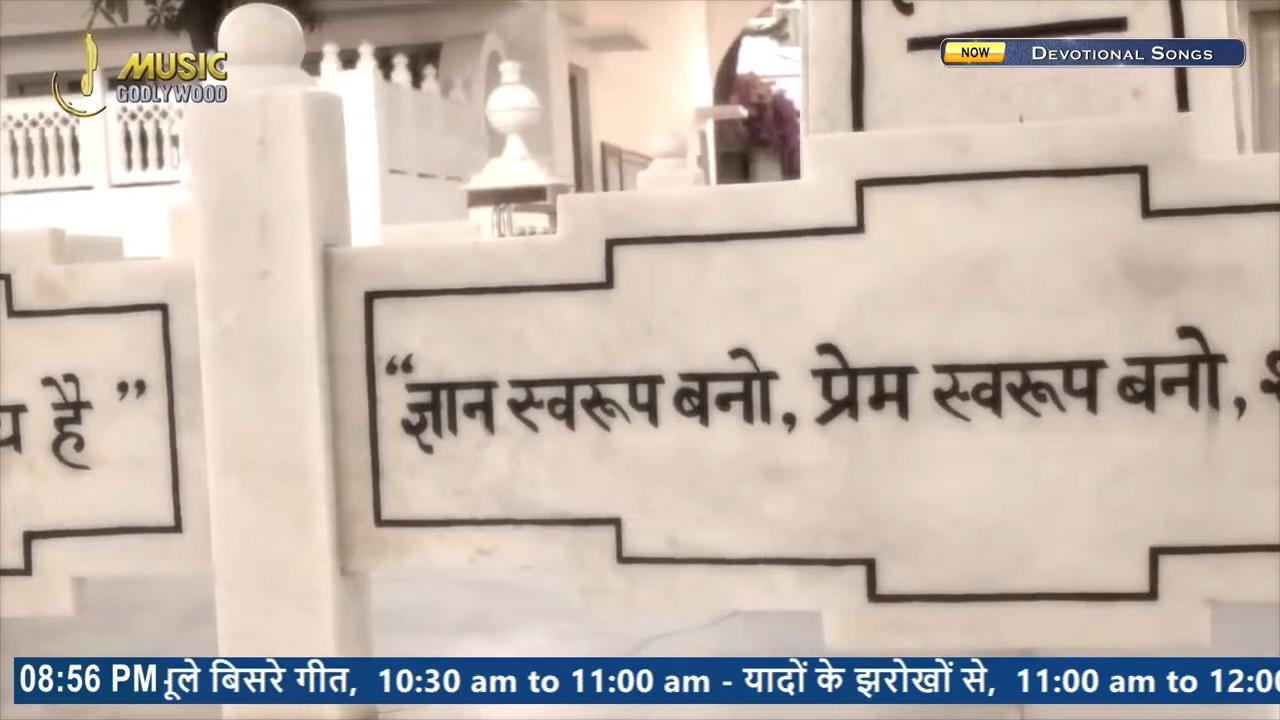 MUSIC
GODLYWOOD
NOW DEVOTIONAL SONGS
है”
“ज्ञान स्वरूप बनो, प्रेम स्वरूप बनो,
08:56 PM बिसरे गीत, 10:30 am to 11:00 am - यादों के झरोखों से, 11:00 am to